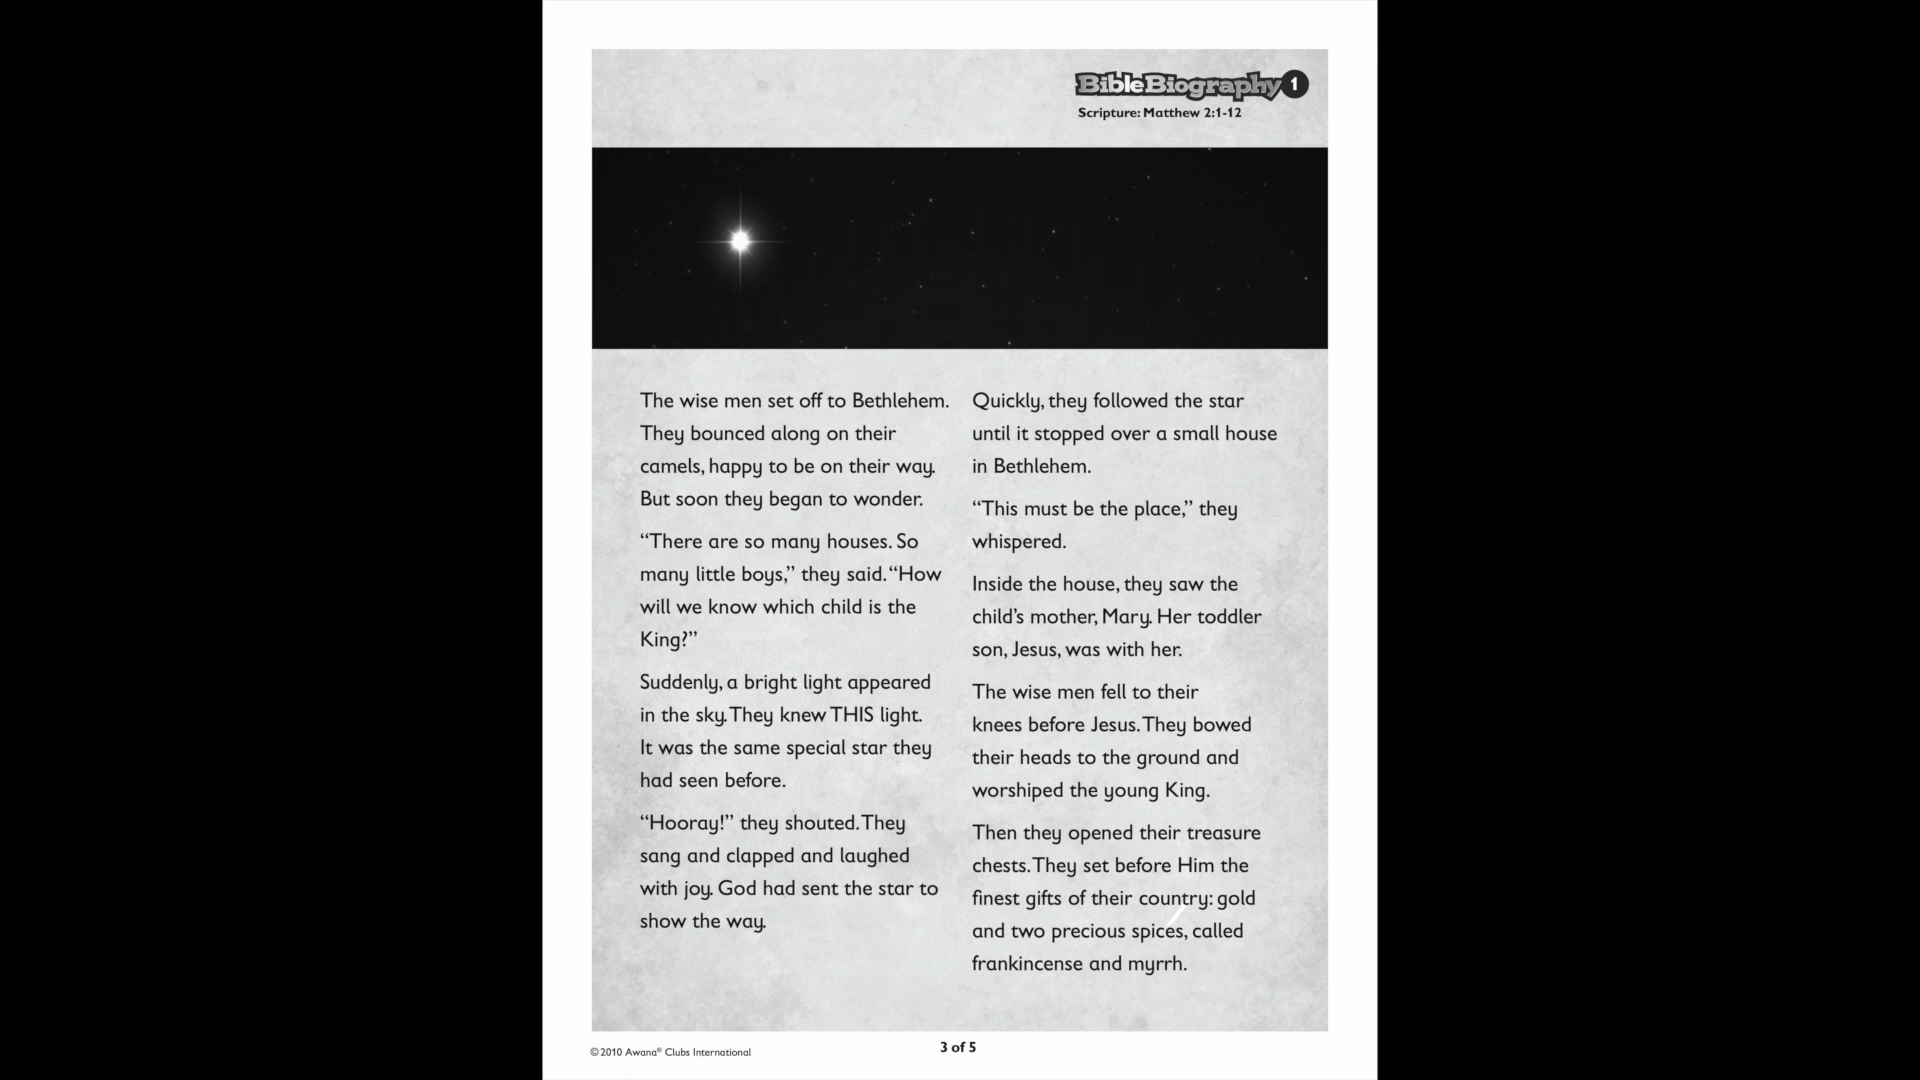 BibleBiography 1
Scripture: Matthew 2:1-12
The wise men set off to Bethlehem.
They bounced along on their
camels, happy to be on their way.
But soon they began to wonder.
“There are so many houses. So
many little boys,” they said. “How
will we know which child is the
King?”
Suddenly, a bright light appeared
in the sky. They knew THIS light.
It was the same special star they
had seen before.
“Hooray!” they shouted. They
sang and clapped and laughed
with joy. God had sent the star to
show the way.
Quickly, they followed the star
until it stopped over a small house
in Bethlehem.
“This must be the place,” they
whispered.
Inside the house, they saw the
child’s mother, Mary. Her toddler
son, Jesus, was with her.
The wise men fell to their
knees before Jesus. They bowed
their heads to the ground and
worshiped the young King.
Then they opened their treasure
chests. They set before Him the
finest gifts of their country: gold
and two precious spices, called
frankincense and myrrh.
© 2010 Awana® Clubs International
3 of 5